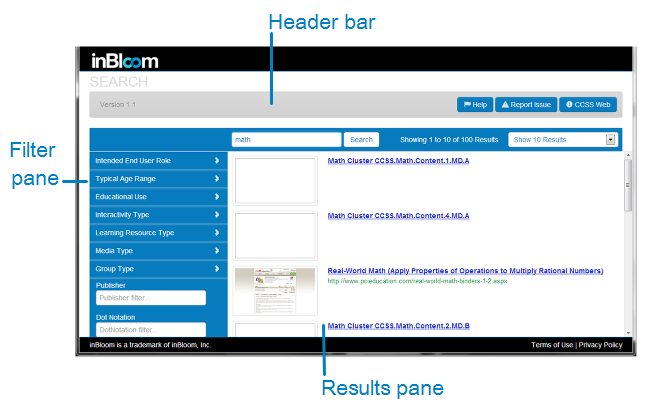 Header bar
inBloom
SEARCH
Version 1.1
Help
Report Issue
CCSS Web
math
Search
Showing 1 to 10 of 100 Results
Show 10 Results
Filter
pane
Intended End User Role
Typical Age Range
Educational Use
Interactivity Type
Learning Resource Type
Media Type
Group Type
Publisher
Publisher filter...
Dot Notation
DotNotation filter...
Math Cluster CCSS.Math.Content.1.MD.A
Math Cluster CCSS.Math.Content.4.MD.A
Real-World Math (Apply Properties of Operations to Multiply Rational Numbers)
http://www.pcieducation.com/real-world-math-binders-1-2.aspx
Math Cluster CCSS.Math.Content.2.MD.B
inBloom is a trademark of inBloom, Inc.
Terms of Use | Privacy Policy
Results pane